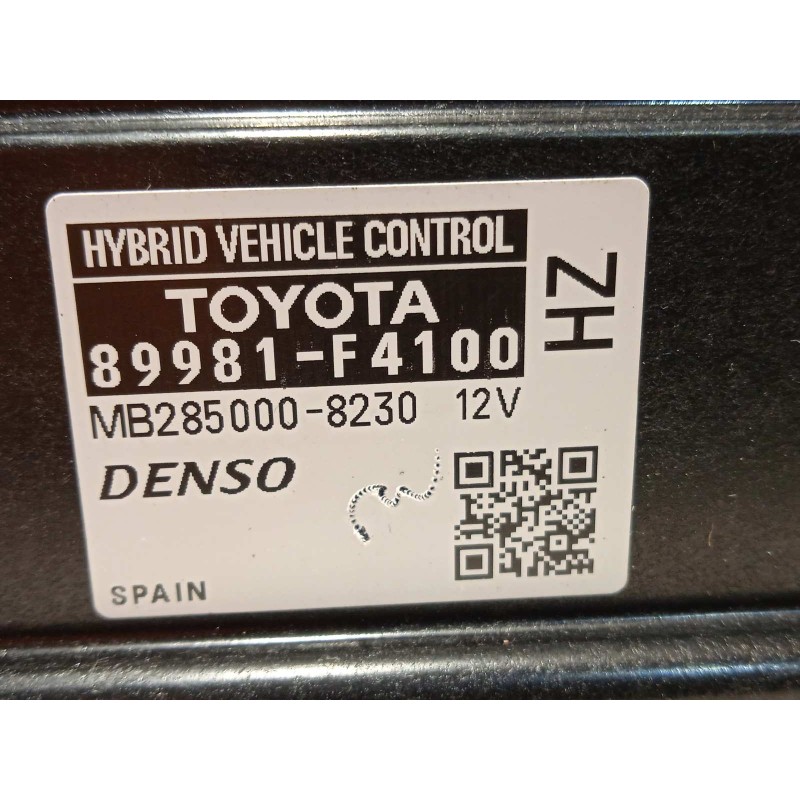 HYBRID VEHICLE CONTROL
TOYOTA
89981-F4100
MB285000-8230 12V
DENSO
SPAIN
HZ